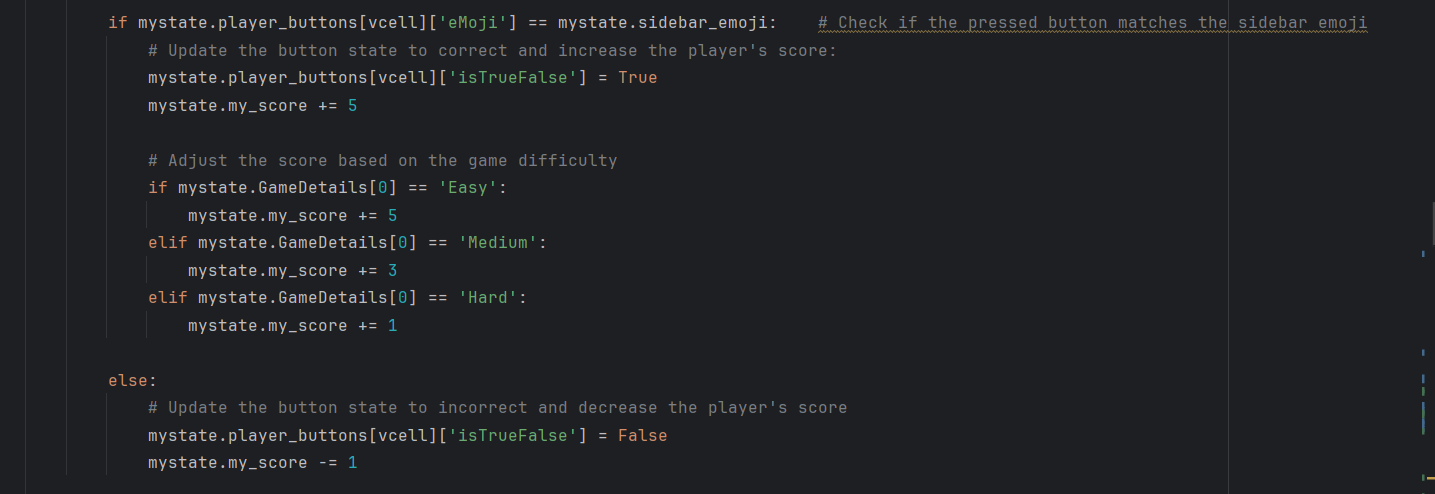 if mystate.player_buttons[vcell]['eMoji'] == mystate.sidebar_emoji:    # Check if the pressed button matches the sidebar emoji
    # Update the button state to correct and increase the player's score:
    mystate.player_buttons[vcell]['isTrueFalse'] = True
    mystate.my_score += 5

    # Adjust the score based on the game difficulty
    if mystate.GameDetails[0] == 'Easy':
        mystate.my_score += 5
    elif mystate.GameDetails[0] == 'Medium':
        mystate.my_score += 3
    elif mystate.GameDetails[0] == 'Hard':
        mystate.my_score += 1

else:
    # Update the button state to incorrect and decrease the player's score
    mystate.player_buttons[vcell]['isTrueFalse'] = False
    mystate.my_score -= 1